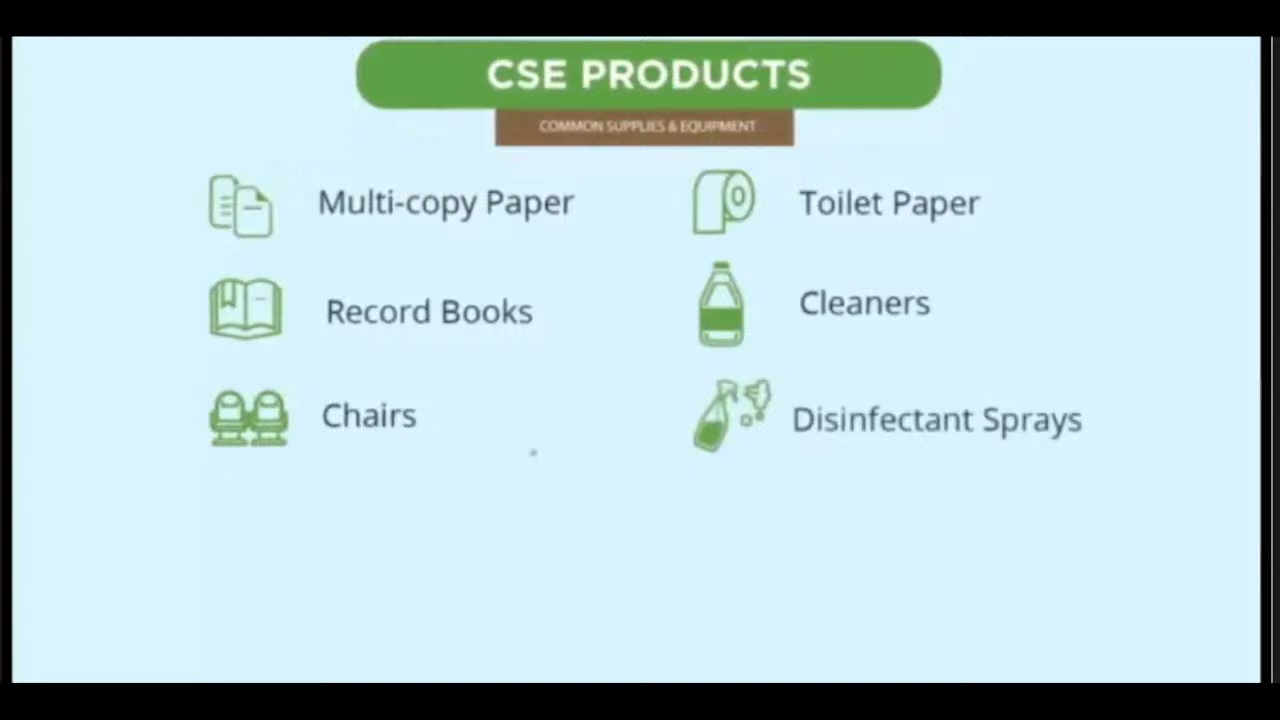 CSE PRODUCTS
COMMON SUPPLIES & EQUIPMENT
Multi-copy Paper
Toilet Paper
Record Books
Cleaners
Chairs
Disinfectant Sprays